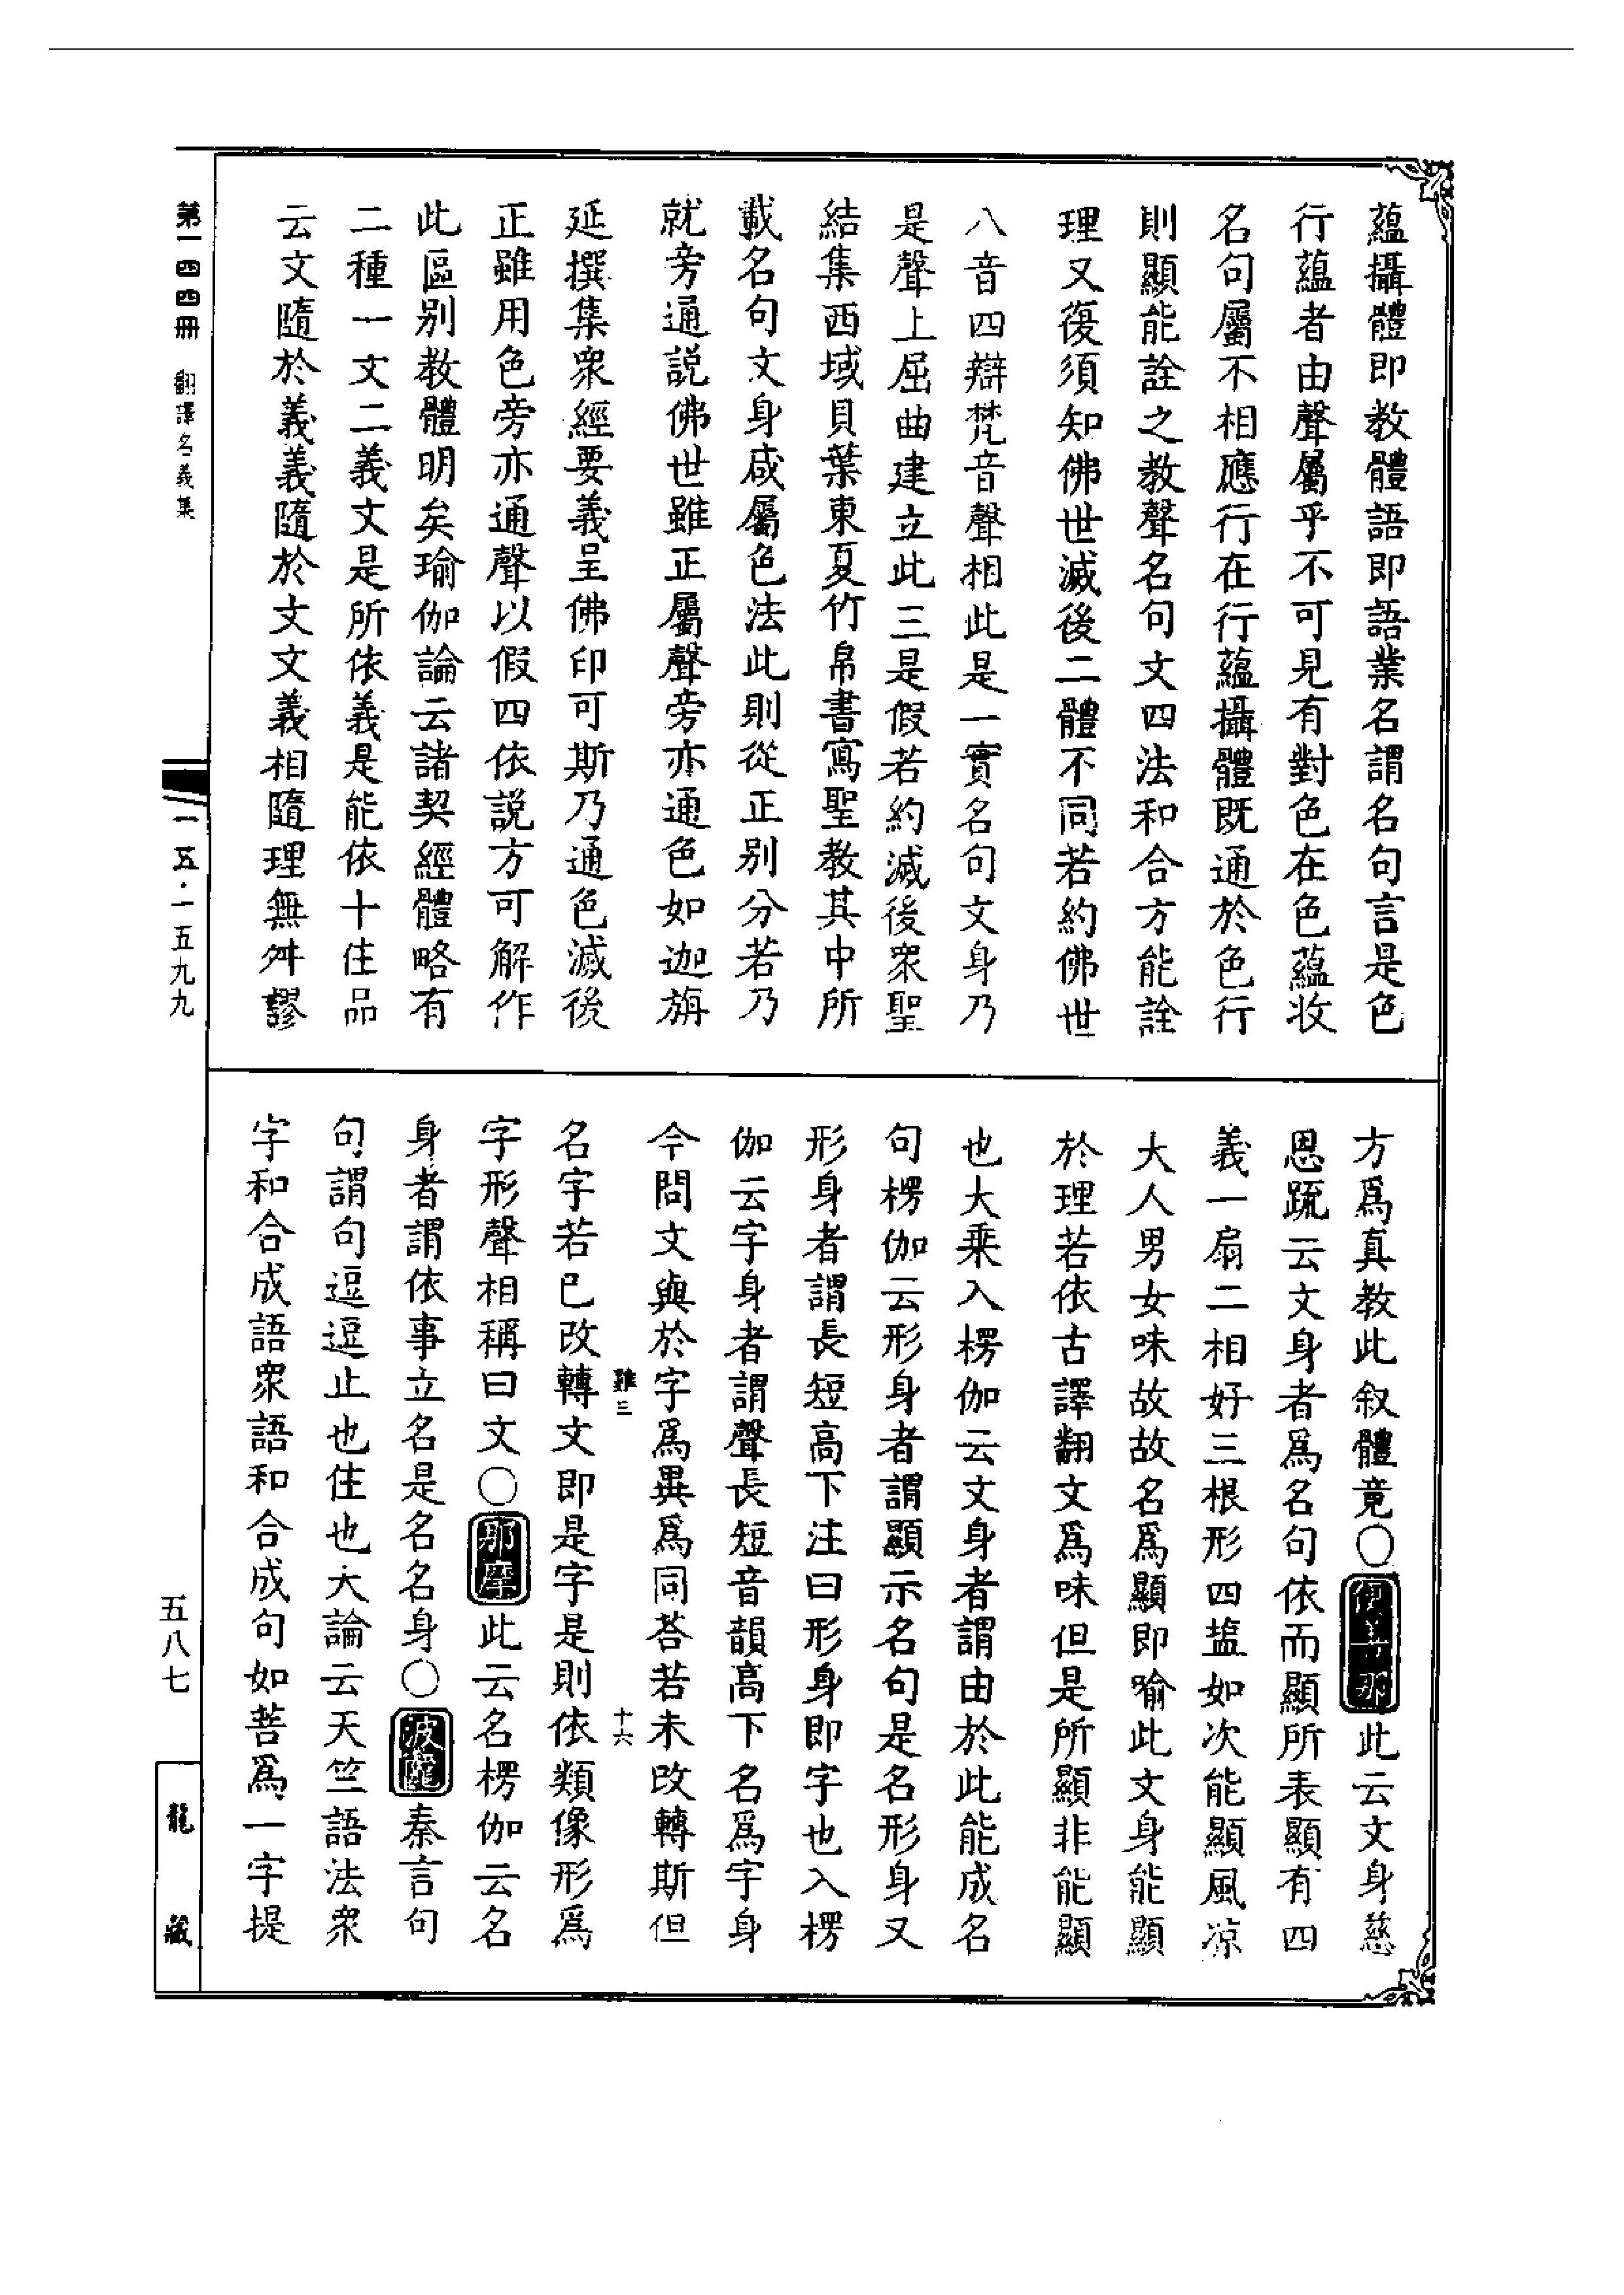 蘊攝體即教體語即語業名謂名句言是色
行蘊者由聲屬乎不可見有對色在色蘊收
名句屬不相應行在行蘊攝體既通於色行
則顯能詮之教聲名句文四法和合方能詮
理又復須知佛世滅後二體不同若約佛世
八音四辯梵音聲相此是一實名句文身乃
是聲上屈曲建立此三是假若約滅後衆聖
結集西域貝葉東夏竹帛書寫聖教其中所
載名句文身咸屬色法此則從正别分若乃
就旁通説佛世雖正屬聲旁亦通色如迦旃
延撰集衆經要義呈佛印可斯乃通色滅後
正雖用色旁亦通聲以假四依説方可解作
此區别教體明矣瑜伽論云諸契經體略有
二種一文二義文是所依義是能依十住品
云文隨於義義隨於文文義相隨理無舛謬
方爲真教此叙體竟〇此云文身慈
恩䟽云文身者爲名句依而顯所表顯有四
義一扇二相好三根形四塩如次能顯風凉
大人男女味故故名爲顯即喻此文身能顯
於理若依古譯翻文爲味但是所顯非能顯
也大乘入楞伽云文身者謂由於此能成名
句楞伽云形身者謂顯示名句是名形身又
形身者謂長短高下注曰形身即字也入楞
伽云字身者謂聲長短音韻高下名爲字身
今問文與於字爲異爲同荅若未改轉斯但
名字若已改轉文即是字是則依類像形爲
字形聲相稱曰文〇那摩此云名楞伽云名
身者謂依事立名是名名身〇波䕷秦言句
句謂句逗逗止也住也大論云天竺語法衆
字和合成語衆語和合成句如菩爲一字提
雞三
十六
第一四四冊 翻譯名義集
一一五·一五九九
五八七
龍藏